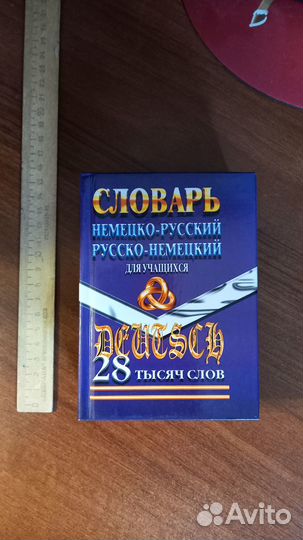 СЛОВАРЬ
НЕМЕЦКО-РУССКИЙ
РУССКО-НЕМЕЦКИЙ
ДЛЯ УЧАЩИХСЯ
DEUTSCH
28 ТЫСЯЧ СЛОВ
Avito